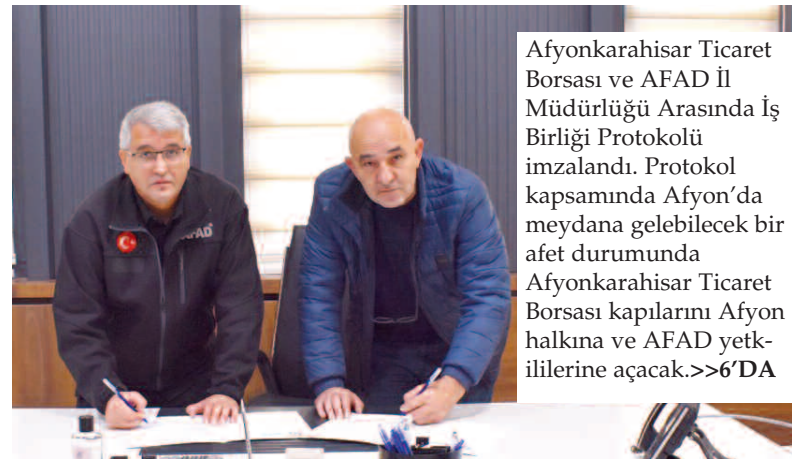 Afyonkarahisar Ticaret
Borsası ve AFAD İl
Müdürlüğü Arasında İş
Birliği Protokolü
imzalandı. Protokol
kapsamında Afyon’da
meydana gelebilecek bir
afet durumunda
Afyonkarahisar Ticaret
Borsası kapılarını Afyon
halkına ve AFAD yetk-
ililerine açacak.>>6’DA
AFAD